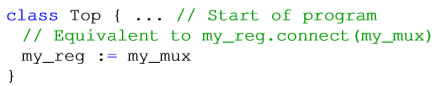 class Top { ... // Start of program
// Equivalent to my_reg.connect(my_mux)
my_reg := my_mux
}